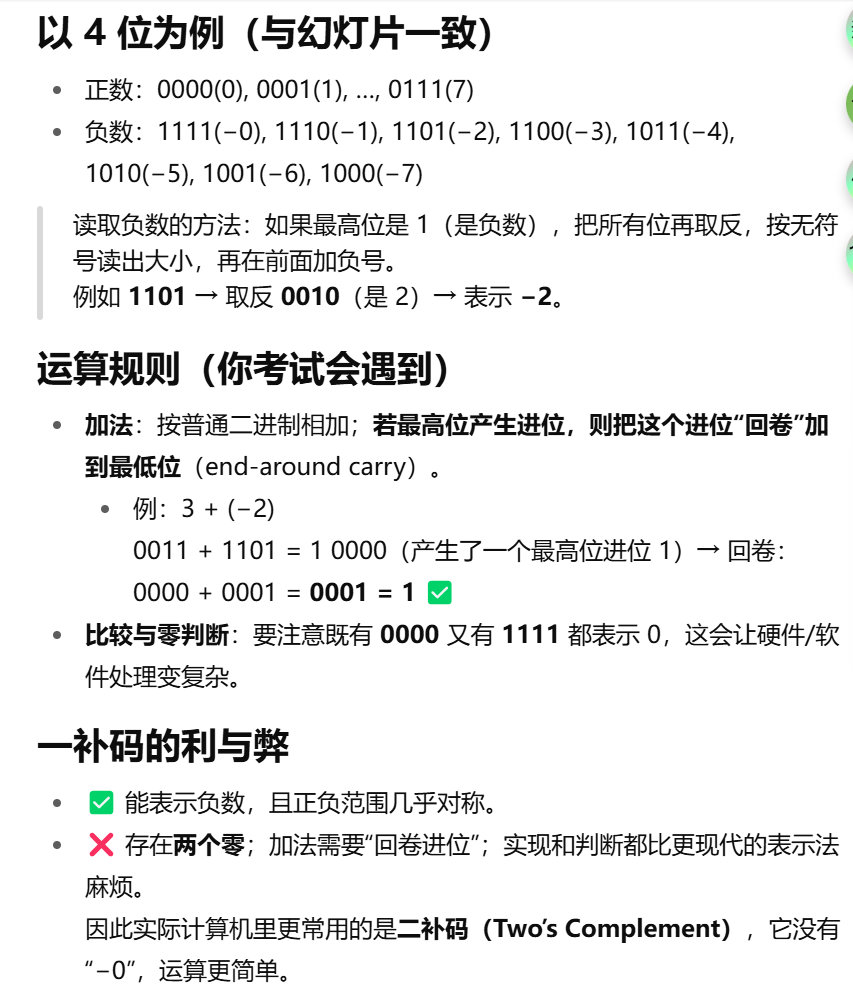 以 4 位为例（与幻灯片一致）
• 正数：0000(0), 0001(1), …, 0111(7)
• 负数：1111(−0), 1110(−1), 1101(−2), 1100(−3), 1011(−4),
1010(−5), 1001(−6), 1000(−7)
读取负数的方法：如果最高位是 1（是负数），把所有位再取反，按无符
号读出大小，再在前面加负号。
例如 1101 → 取反 0010（是 2）→ 表示 −2。
运算规则（你考试会遇到）
• 加法：按普通二进制相加；若最高位产生进位，则把这个进位“回卷”加
到最低位（end-around carry）。
• 例：3 + (−2)
0011 + 1101 = 1 0000（产生了一个最高位进位 1）→ 回卷：
0000 + 0001 = 0001 = 1 ✅
• 比较与零判断：要注意既有 0000 又有 1111 都表示 0，这会让硬件/软
件处理变复杂。
一补码的利与弊
• ✅ 能表示负数，且正负范围几乎对称。
• ❌ 存在两个零；加法需要“回卷进位”；实现和判断都比更现代的表示法
麻烦。
因此实际计算机里更常用的是二补码（Two’s Complement），它没有
“−0”，运算更简单。